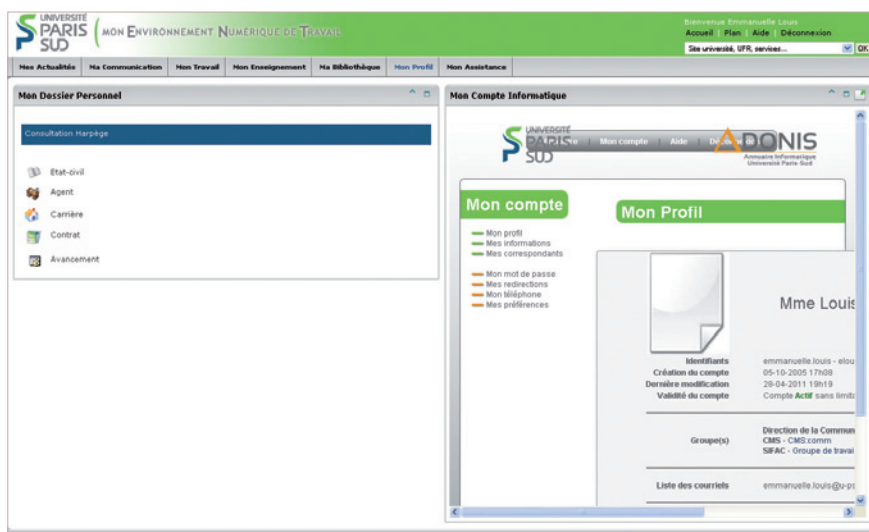 UNIVERSITÉ
PARIS
SUD
MON ENVIRONNEMENT NUMÉRIQUE DE TRAVAIL
Bienvenue Emmanuelle Louis
Accueil | Plan | Aide | Déconnexion
Site université, UFR, services...
OK
Mes Actualités
Ma Communication
Mon Travail
Mon Enseignement
Ma Bibliothèque
Mon Profil
Mon Assistance
Mon Dossier Personnel
Consultation Harpège
Etat-civil
Agent
Carrière
Contrat
Avancement
Mon Compte Informatique
UNIVERSITÉ
PARIS
SUD
Mon compte | Aide
ADONIS
Annuaire Informatique
Université Paris-Sud
Mon compte
Mon profil
Mes informations
Mes correspondants
Mon mot de passe
Mes redirections
Mon téléphone
Mes préférences
Mon Profil
Mme Louis
Identifiants emmanuelle.louis - elou
Création du compte 05-10-2005 17h08
Dernière modification 28-04-2011 19h19
Validité du compte Compte Actif sans limita
Direction de la Commun
Groupe(s) CMS - CMS:comm
SIFAC - Groupe de travai
Liste des courriels emmanuelle.louis@u-ps